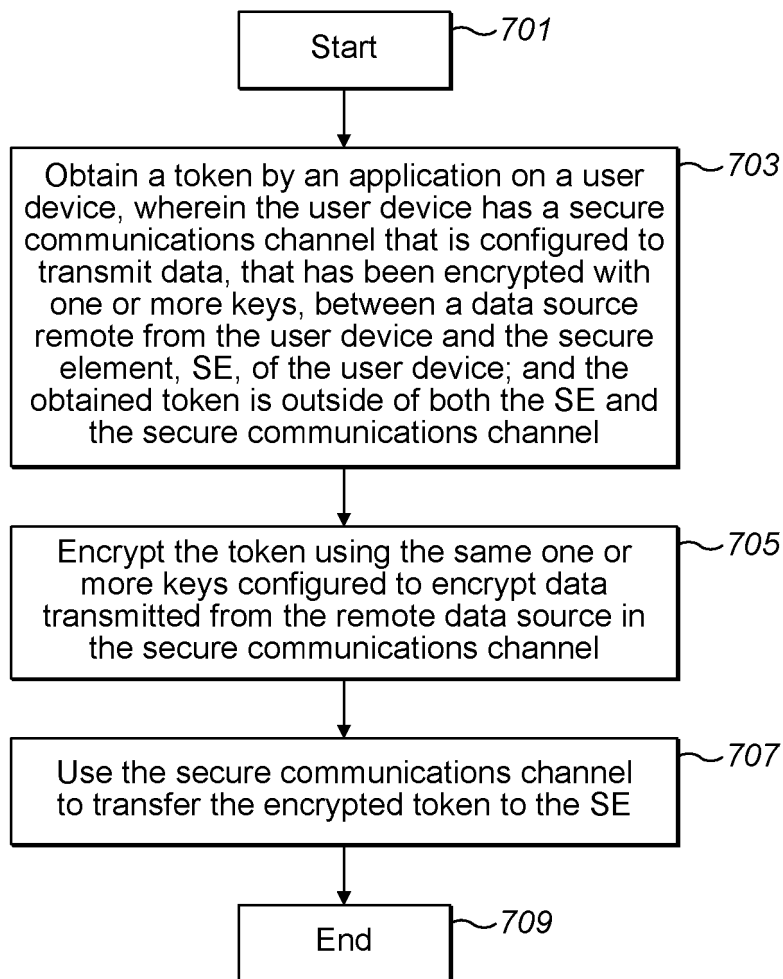 Start
701
Obtain a token by an application on a user
device, wherein the user device has a secure
communications channel that is configured to
transmit data, that has been encrypted with
one or more keys, between a data source
remote from the user device and the secure
element, SE, of the user device; and the
obtained token is outside of both the SE and
the secure communications channel
703
Encrypt the token using the same one or
more keys configured to encrypt data
transmitted from the remote data source in
the secure communications channel
705
Use the secure communications channel
to transfer the encrypted token to the SE
707
End
709